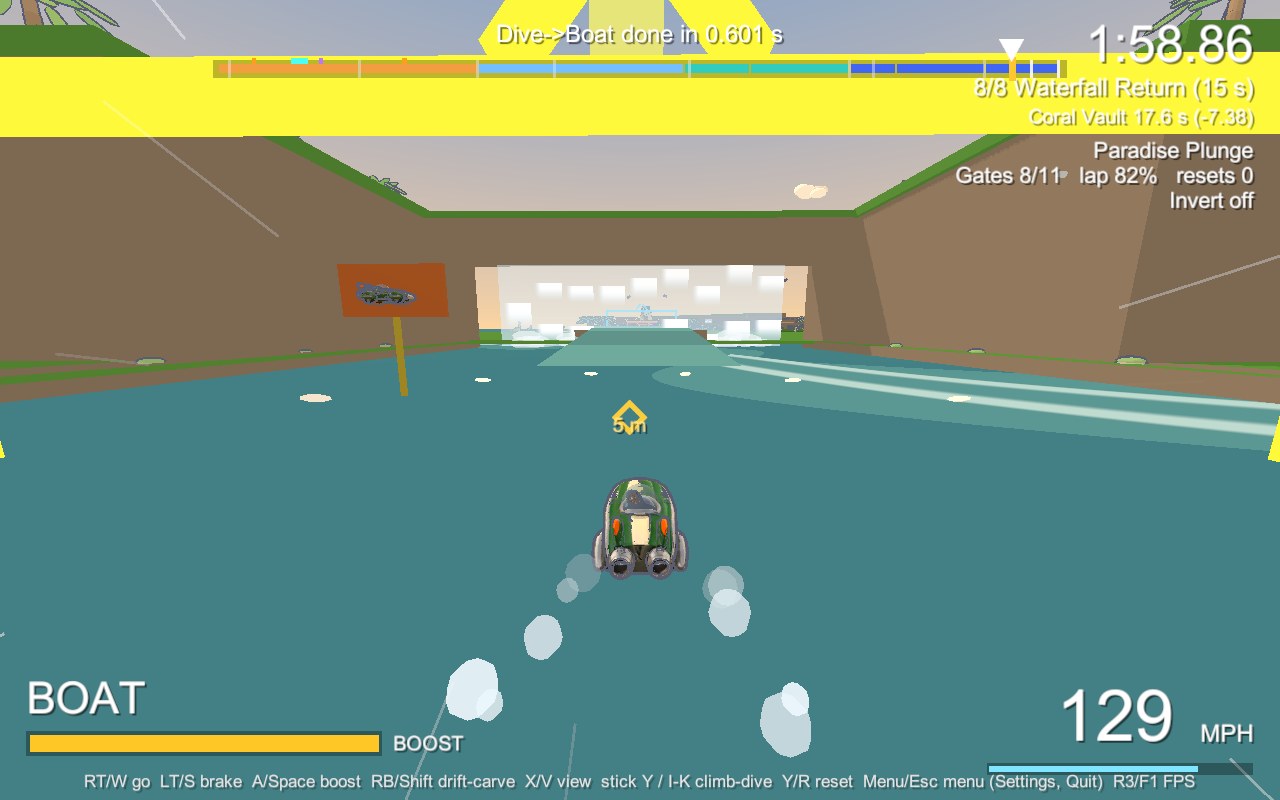 Dive->Boat done in 0.601 s
1:58.86
8/8 Waterfall Return (15 s)
Coral Vault 17.6 s (-7.38)
Paradise Plunge
Gates 8/11 lap 82% resets 0
Invert off
5 m
BOAT
BOOST
129 MPH
RT/W go LT/S brake A/Space boost RB/Shift drift-carve X/V view stick Y / I-K climb-dive Y/R reset Menu/Esc menu (Settings, Quit) R3/F1 FPS